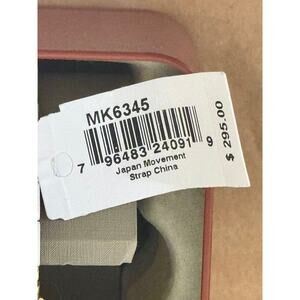 MK6345
7 96483 24091 9
Japan Movement
Strap China
$ 295.00